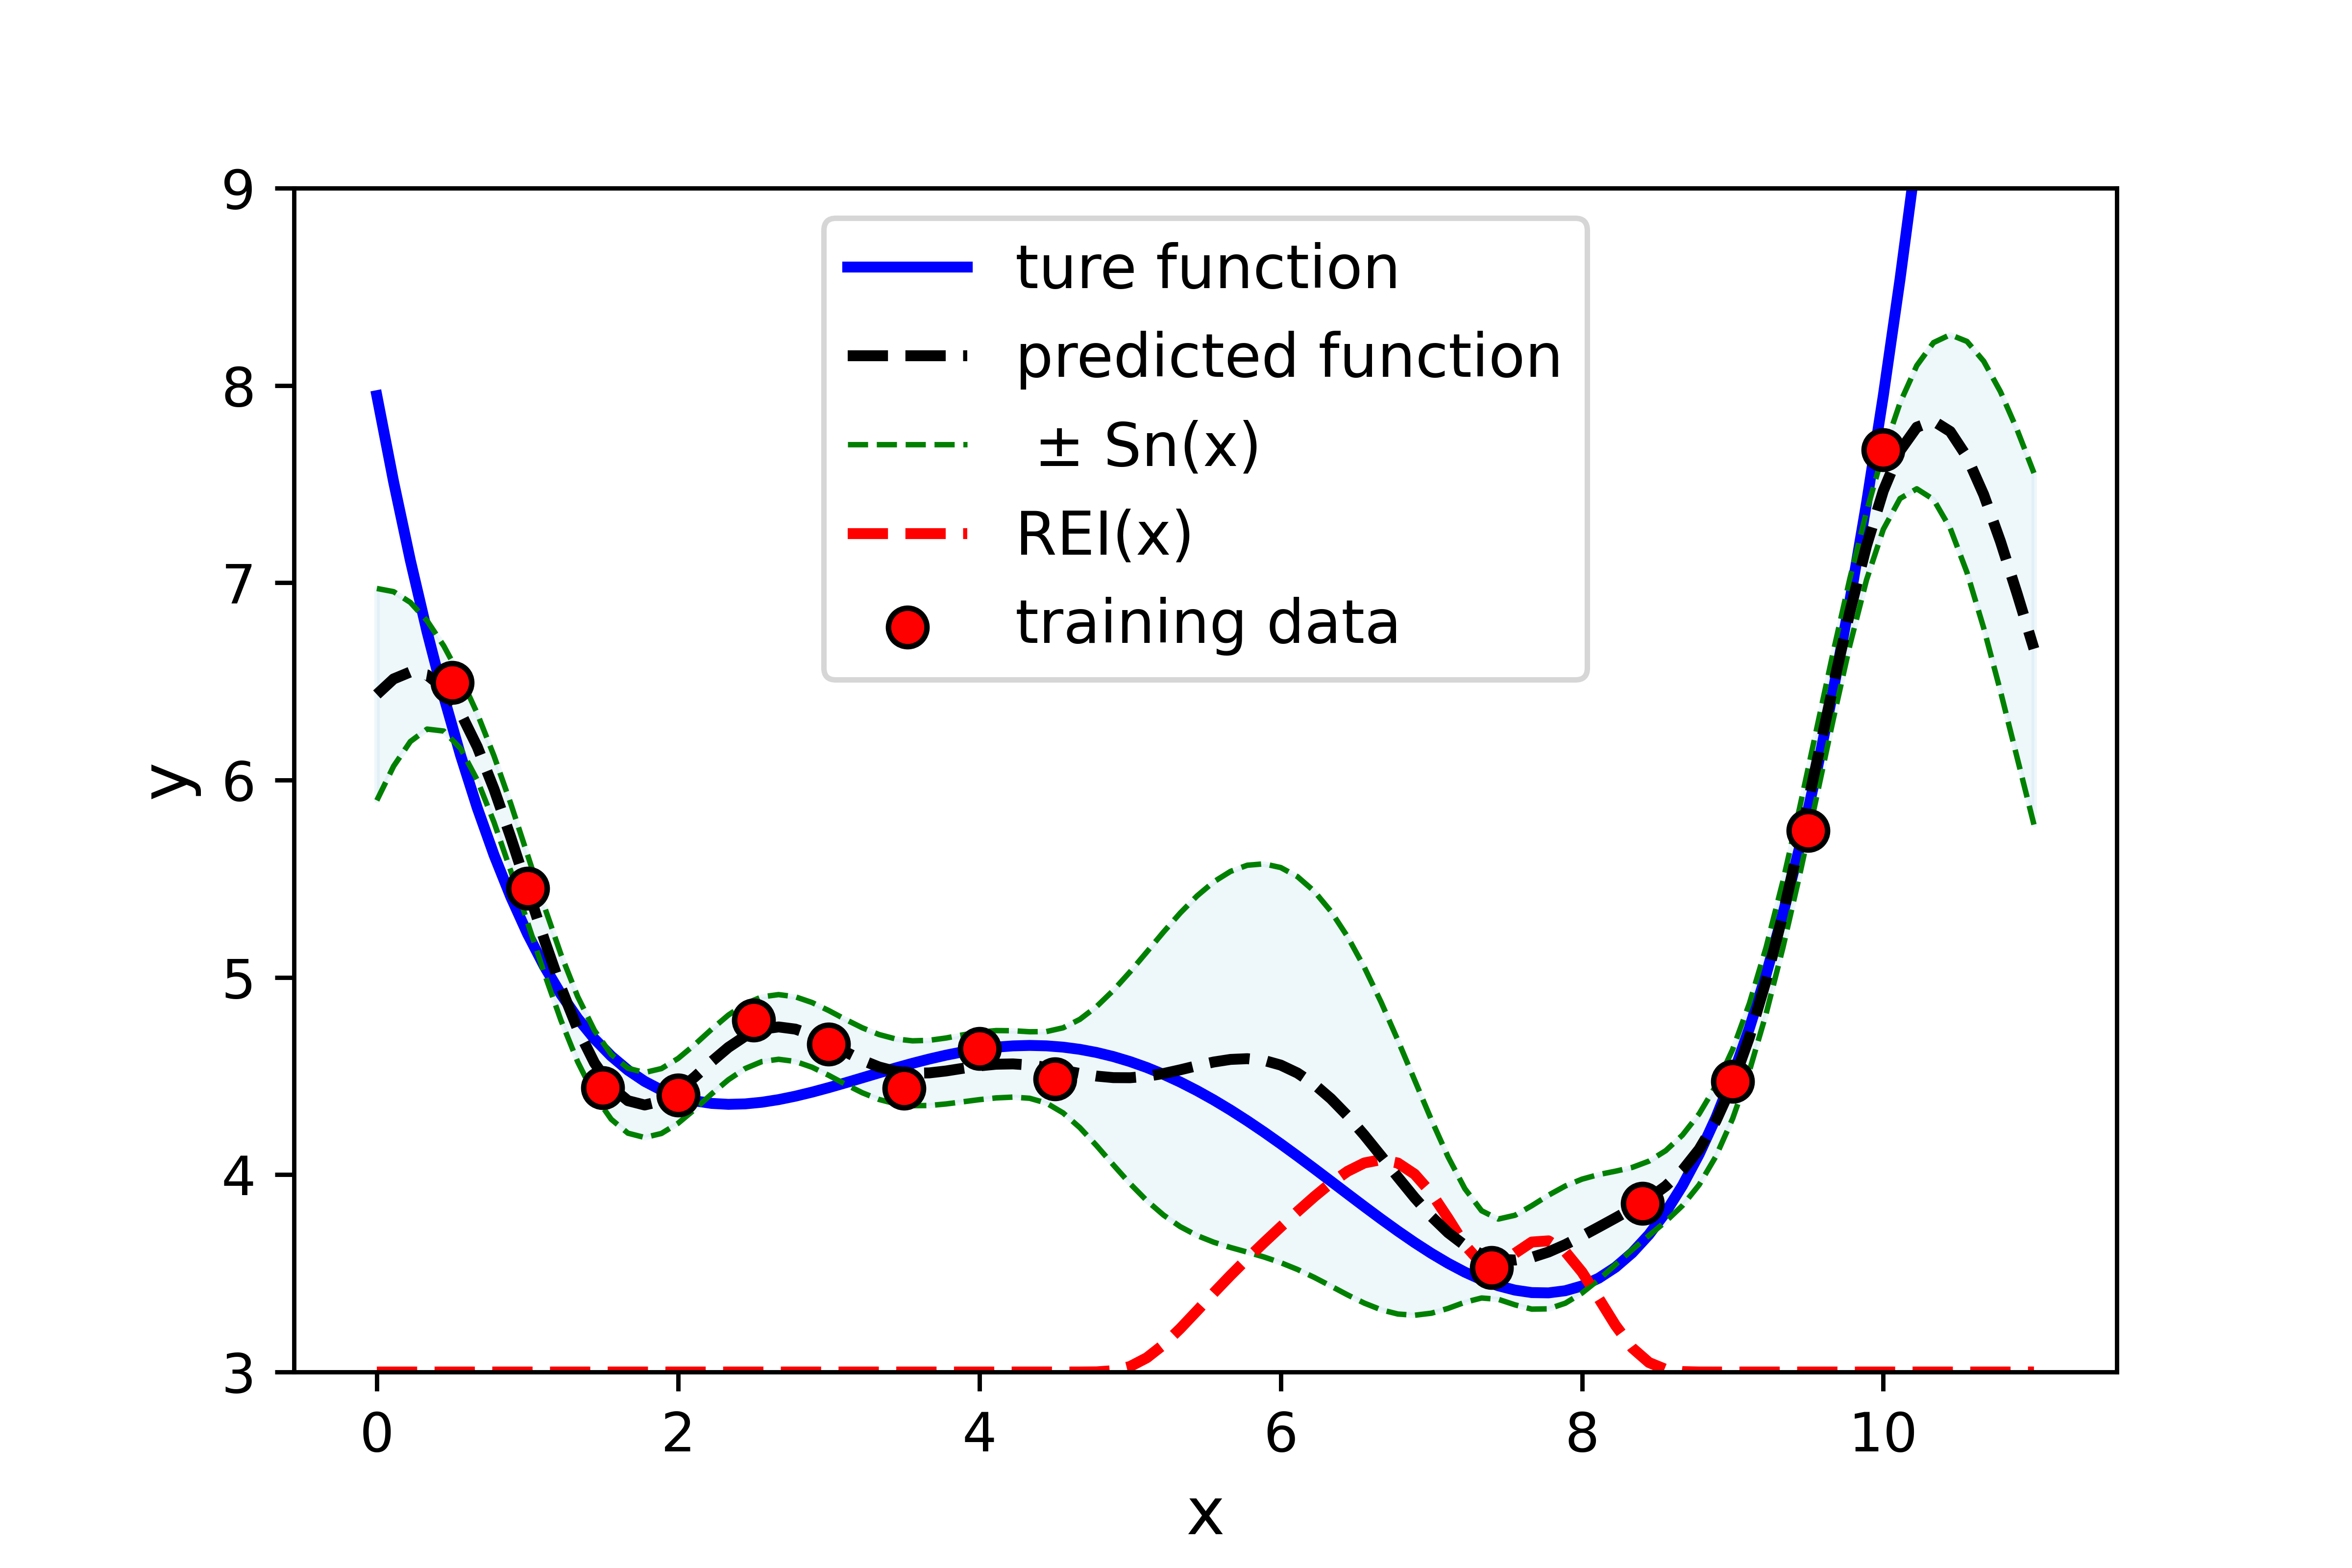 9
8
7
6
5
4
3
y
ture function
predicted function
± Sn(x)
REI(x)
training data
0 2 4 6 8 10
x